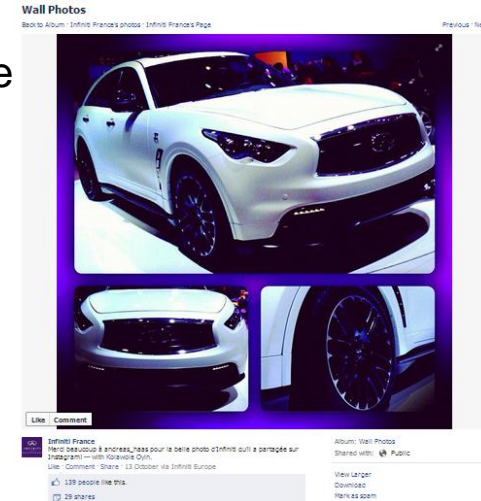 Wall Photos
Back to Album · Infiniti France's photos · Infiniti France's Page
Previous · Ne
e
Like Comment
Infiniti France
Merci beaucoup à andreas_haas pour la belle photo d'Infiniti qu'il a partagée sur
Instagram! — with Kolawole Oyin.
Like · Comment · Share · 13 October via Infiniti Europe
139 people like this.
29 shares
Album: Wall Photos
Shared with: Public
View Larger
Download
Mark as spam